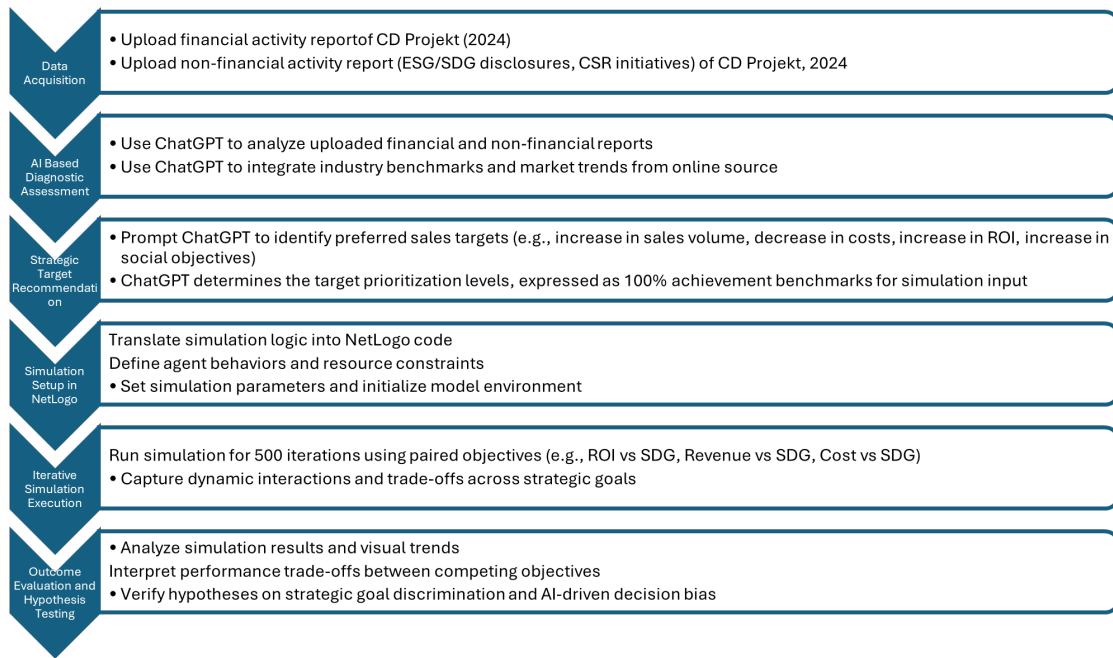 Data
Acquisition
• Upload financial activity reportof CD Projekt (2024)
• Upload non-financial activity report (ESG/SDG disclosures, CSR initiatives) of CD Projekt, 2024
AI Based
Diagnostic
Assessment
• Use ChatGPT to analyze uploaded financial and non-financial reports
• Use ChatGPT to integrate industry benchmarks and market trends from online source
Strategic
Target
Recommendati
on
• Prompt ChatGPT to identify preferred sales targets (e.g., increase in sales volume, decrease in costs, increase in ROI, increase in
social objectives)
• ChatGPT determines the target prioritization levels, expressed as 100% achievement benchmarks for simulation input
Simulation
Setup in
NetLogo
Translate simulation logic into NetLogo code
Define agent behaviors and resource constraints
• Set simulation parameters and initialize model environment
Iterative
Simulation
Execution
Run simulation for 500 iterations using paired objectives (e.g., ROI vs SDG, Revenue vs SDG, Cost vs SDG)
• Capture dynamic interactions and trade-offs across strategic goals
Outcome
Evaluation and
Hypothesis
Testing
• Analyze simulation results and visual trends
Interpret performance trade-offs between competing objectives
• Verify hypotheses on strategic goal discrimination and AI-driven decision bias